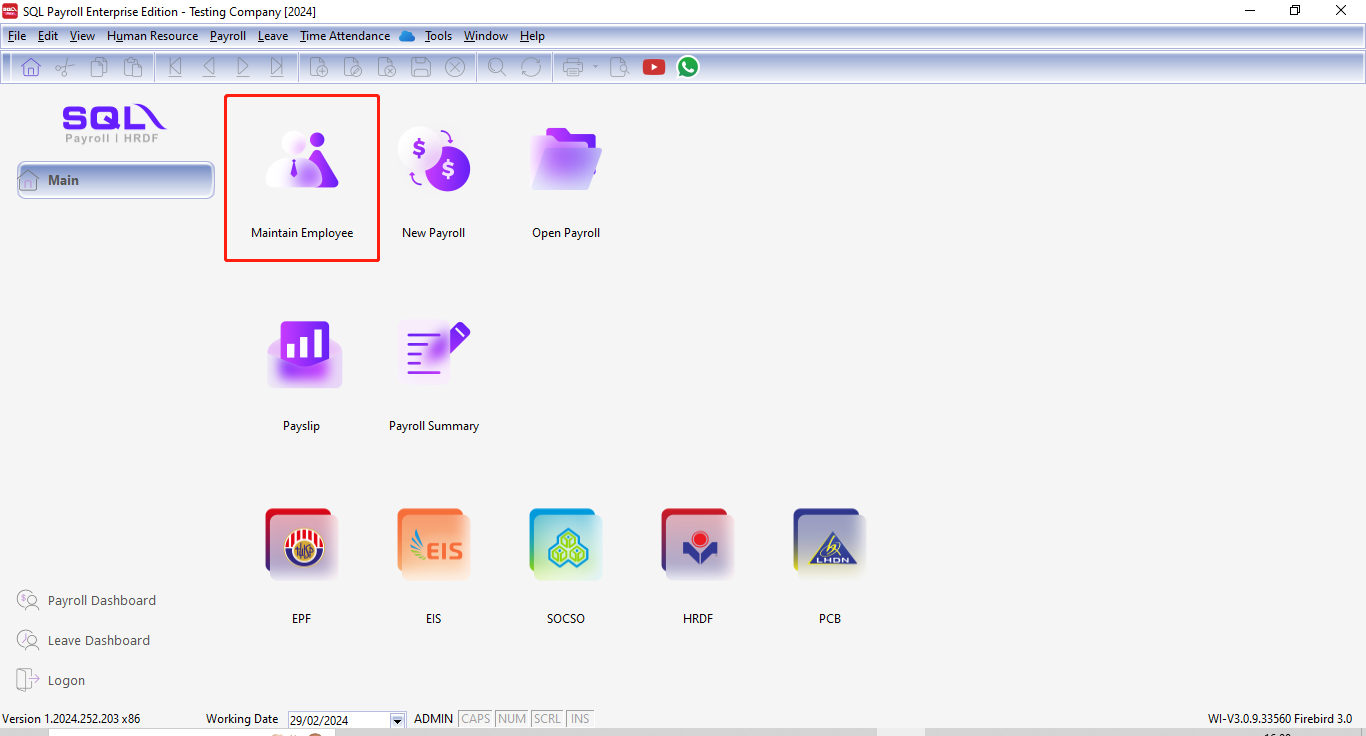 SQL Payroll Enterprise Edition - Testing Company [2024]
File Edit View Human Resource Payroll Leave Time Attendance Tools Window Help
SQL
Payroll | HRDF
Main
Maintain Employee
New Payroll
Open Payroll
Payslip
Payroll Summary
EIS
LHDN
EPF
EIS
SOCSO
HRDF
PCB
Payroll Dashboard
Leave Dashboard
Logon
Version 1.2024.252.203 x86
Working Date 29/02/2024 ADMIN CAPS NUM SCRL INS
WI-V3.0.9.33560 Firebird 3.0